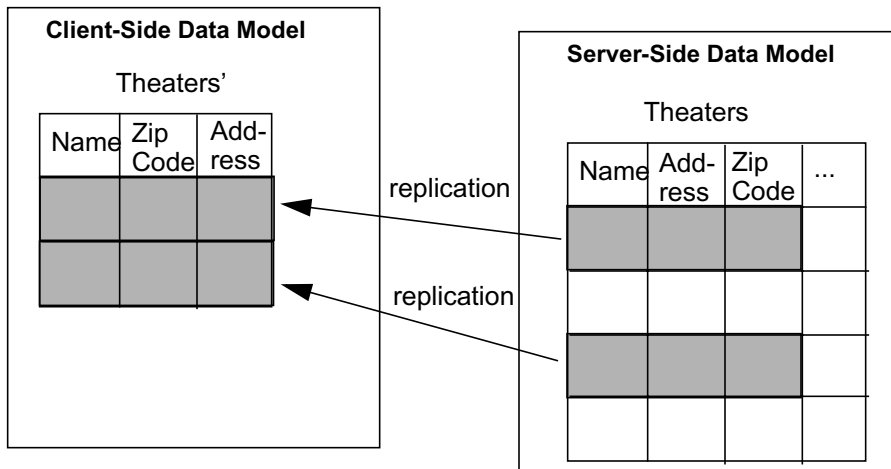 Client-Side Data Model
Theaters’
Name
Zip
Code
Add-
ress
replication
replication
Server-Side Data Model
Theaters
Name
Add-
ress
Zip
Code
...